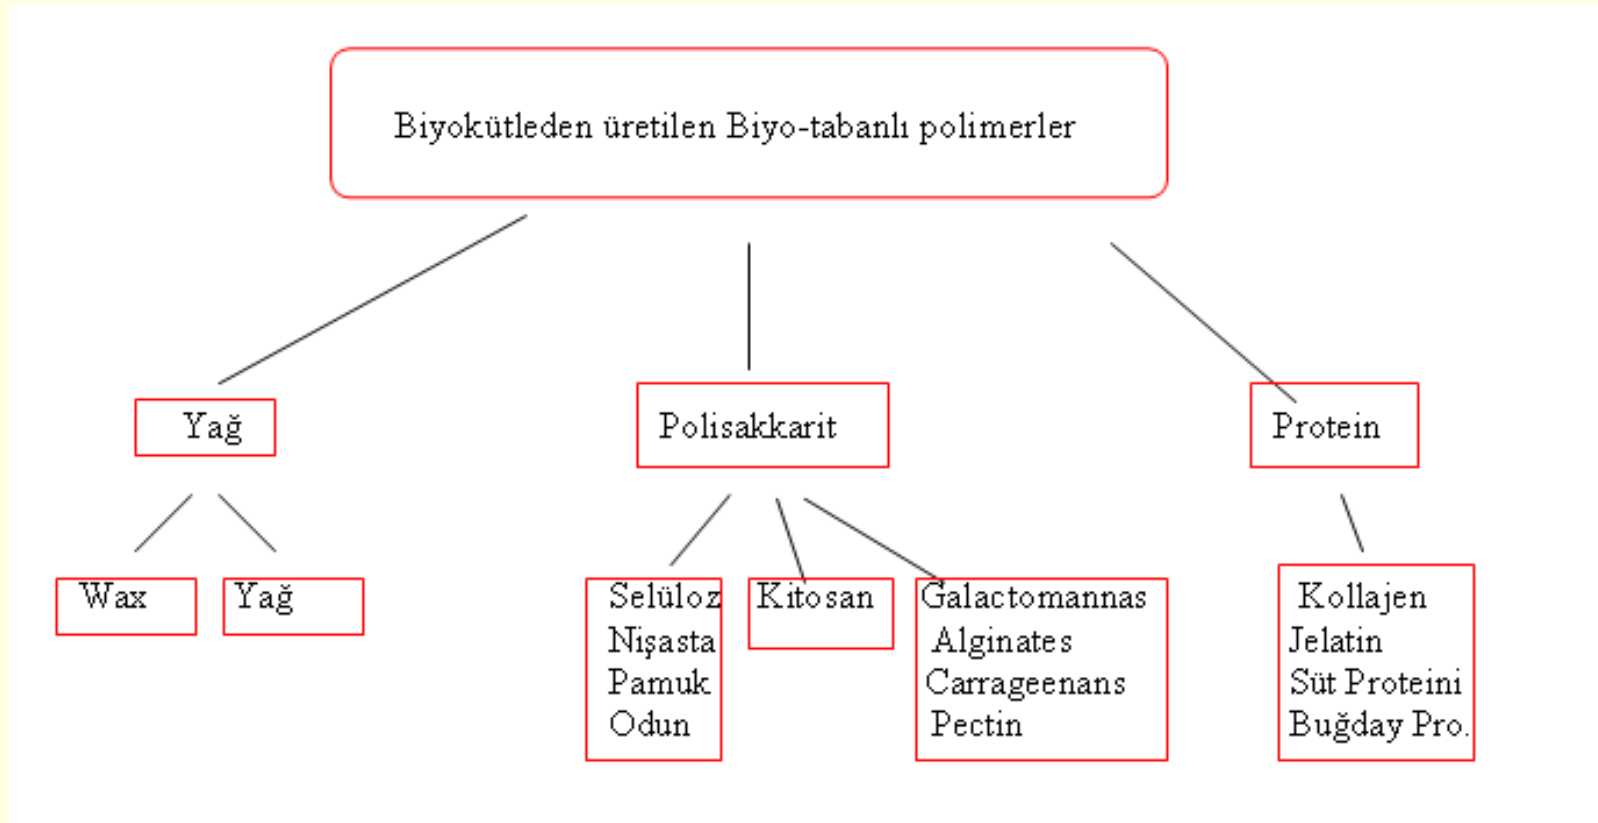 Biyokütleden üretilen Biyo-tabanlı polimerler
Yağ
Polisakkarit
Protein
Wax
Yağ
Selüloz
Nişasta
Pamuk
Odun
Kitosan
Galactomannas
Alginates
Carrageenans
Pectin
Kollajen
Jelatin
Süt Proteini
Buğday Pro.